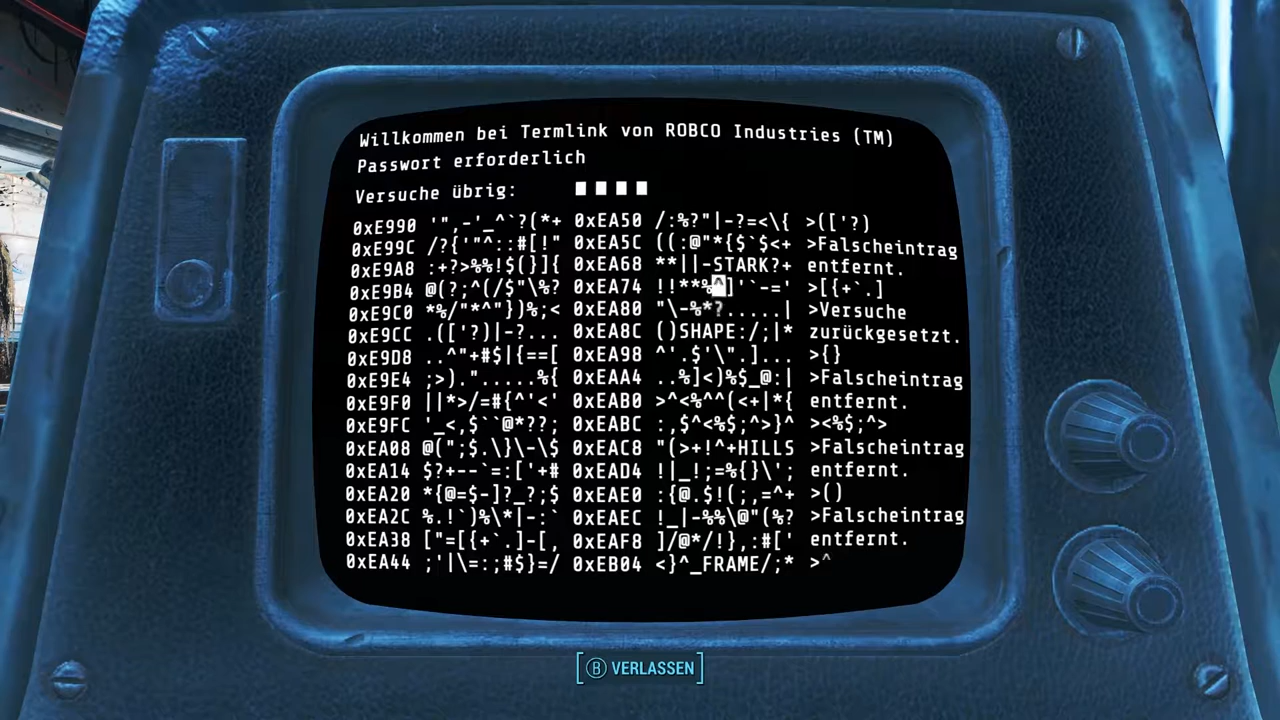 Willkommen bei Termlink von ROBCO Industries (TM)
Passwort erforderlich
Versuche übrig: ■ ■ ■ ■
0xE990 '",-'_^`?(*+ 0xEA50 /:%?"|-?=<\{ >(['?)
0xE99C /?{'"^::#[!" 0xEA5C ((:@"*{$`$<+ >Falscheintrag
0xE9A8 :+?>%%!$(}]{ 0xEA68 **||-STARK?+ entfernt.
0xE9B4 @(?;^(/$"\%? 0xEA74 !!**%^]'`-=' >[{+`.]
0xE9C0 *%/"*^"})%;< 0xEA80 "\-%*?.....| >Versuche
0xE9CC .(['?)|-?... 0xEA8C ()SHAPE:/;|* zurückgesetzt.
0xE9D8 ..^"+#$|{==[ 0xEA98 ^'.$'\".]... >{}
0xE9E4 ;>).".....%{ 0xEAA4 ..%]<)%$_@:| >Falscheintrag
0xE9F0 ||*>/=#{^'<' 0xEAB0 >^<%^^(<+|*{ entfernt.
0xE9FC '_<,$``@*??; 0xEABC :,$^<%$;^>}^ ><%$;^>
0xEA08 @(";$.\}\-\$ 0xEAC8 "(>+!^+HILLS >Falscheintrag
0xEA14 $?+--`=:['+# 0xEAD4 !|_!;=%{}\'; entfernt.
0xEA20 *{@=$-]?_?;$ 0xEAE0 :{@.$!(;,=^+ >()
0xEA2C %.!`)%\*|-:` 0xEAEC !_|-%%\@"(%? >Falscheintrag
0xEA38 ["=[{+`.]-[, 0xEAF8 ]/@*/!},:#[' entfernt.
0xEA44 ;'|\=:;#$}=/ 0xEB04 <}^_FRAME/;* >^
B VERLASSEN